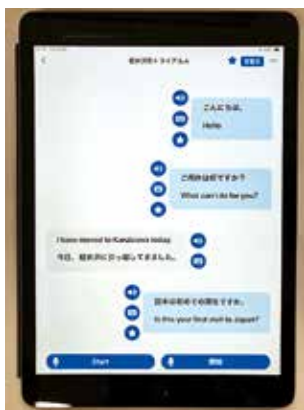 こんにちは。
Hello.
ご用件は何ですか？
What can I do for you?
I have moved to Karuizawa today.
今日、軽井沢に引っ越してきました。
日本は初めての滞在ですか。
Is this your first visit to Japan?
Start
開始